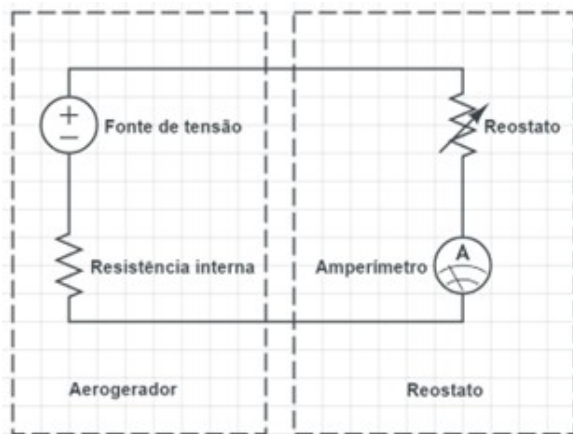 Fonte de tensão
Reostato
Resistência interna
Amperímetro
A
Aerogerador
Reostato